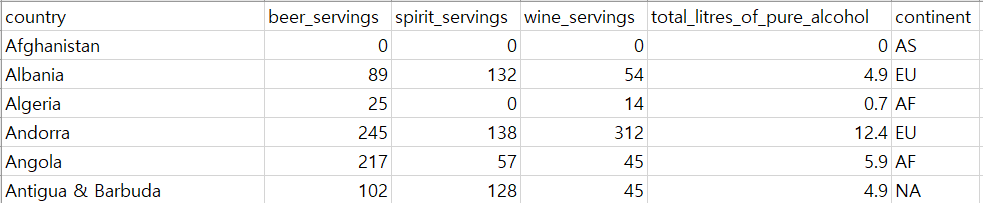 country beer_servings spirit_servings wine_servings total_litres_of_pure_alcohol continent
Afghanistan 0 0 0 0 AS
Albania 89 132 54 4.9 EU
Algeria 25 0 14 0.7 AF
Andorra 245 138 312 12.4 EU
Angola 217 57 45 5.9 AF
Antigua & Barbuda 102 128 45 4.9 NA